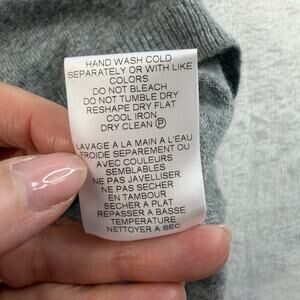 HAND WASH COLD
SEPARATELY OR WITH LIKE
COLORS
DO NOT BLEACH
DO NOT TUMBLE DRY
RESHAPE DRY FLAT
COOL IRON
DRY CLEAN Ⓟ
LAVAGE A LA MAIN A L'EAU
FROIDE SEPAREMENT OU
AVEC COULEURS
SEMBLABLES
NE PAS JAVELLISER
NE PAS SECHER
EN TAMBOUR
SECHER A PLAT
REPASSER A BASSE
TEMPERATURE
NETTOYER A SEC